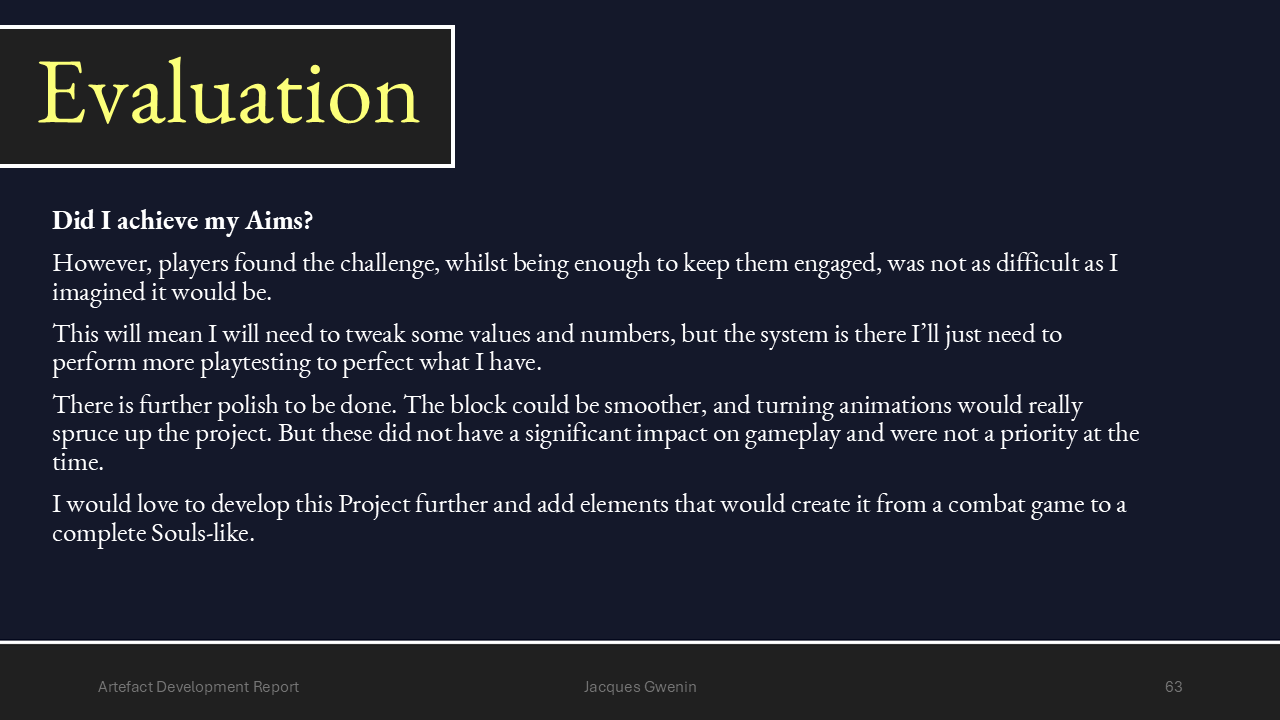 Evaluation
Did I achieve my Aims?
However, players found the challenge, whilst being enough to keep them engaged, was not as difficult as I
imagined it would be.
This will mean I will need to tweak some values and numbers, but the system is there I’ll just need to
perform more playtesting to perfect what I have.
There is further polish to be done. The block could be smoother, and turning animations would really
spruce up the project. But these did not have a significant impact on gameplay and were not a priority at the
time.
I would love to develop this Project further and add elements that would create it from a combat game to a
complete Souls-like.
Artefact Development Report
Jacques Gwenin
63